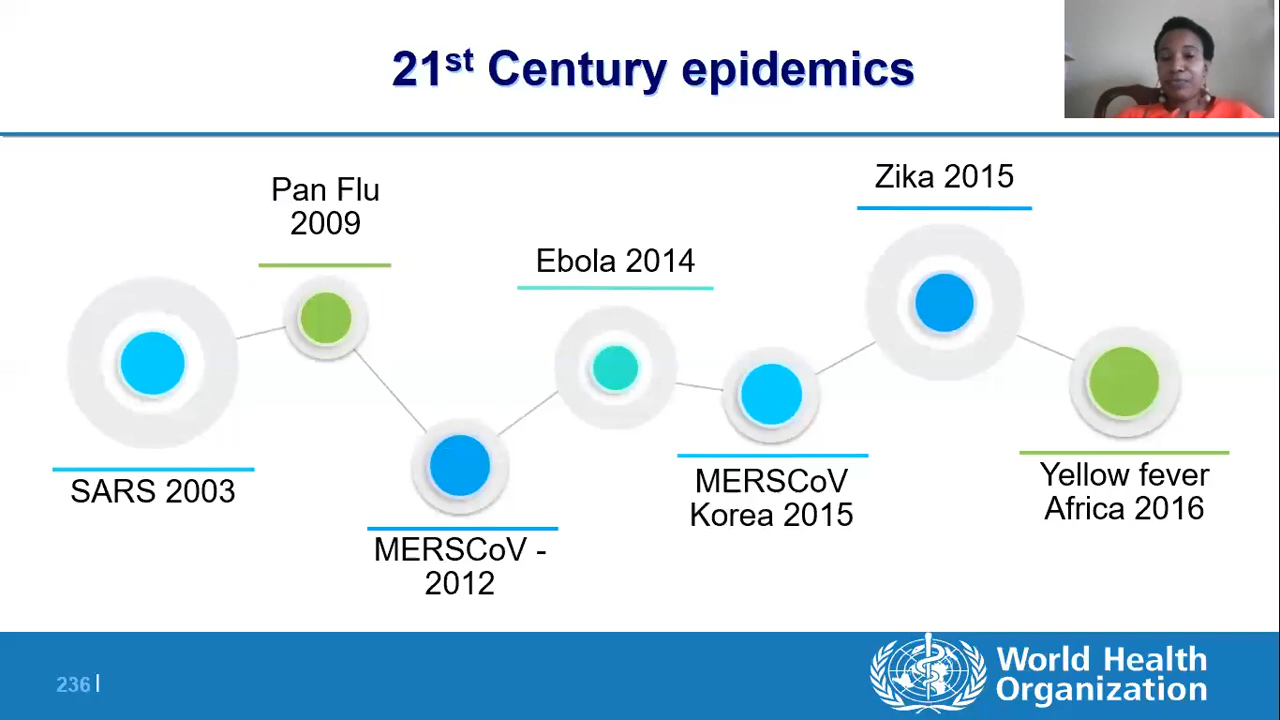 21st Century epidemics
Pan Flu
2009
Zika 2015
Ebola 2014
SARS 2003
MERSCoV -
2012
MERSCoV
Korea 2015
Yellow fever
Africa 2016
236 |
World Health
Organization